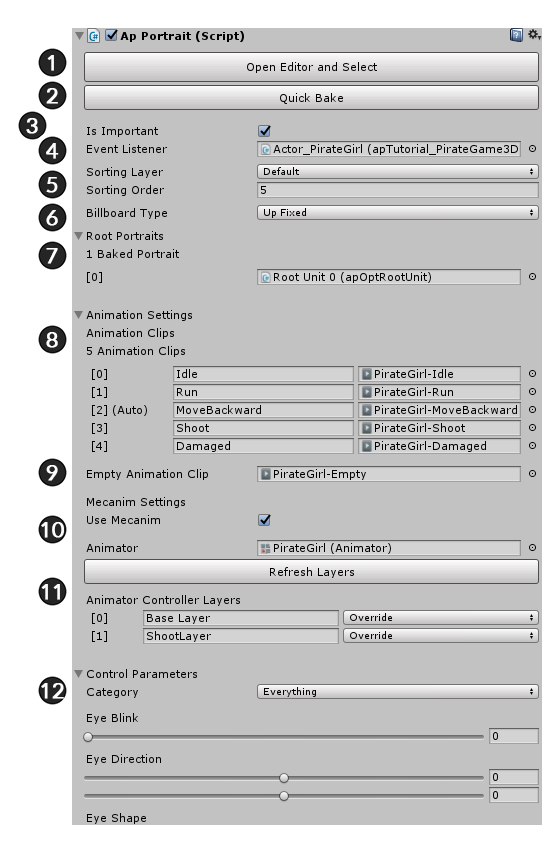 Ap Portrait (Script)
1
Open Editor and Select
2
Quick Bake
3
Is Important
4
Event Listener Actor_PirateGirl (apTutorial_PirateGame3D
Sorting Layer Default
5
Sorting Order 5
6
Billboard Type Up Fixed
Root Portraits
7
1 Baked Portrait
[0] Root Unit 0 (apOptRootUnit)
Animation Settings
8
Animation Clips
5 Animation Clips
[0] Idle PirateGirl-Idle
[1] Run PirateGirl-Run
[2] (Auto) MoveBackward PirateGirl-MoveBackward
[3] Shoot PirateGirl-Shoot
[4] Damaged PirateGirl-Damaged
9
Empty Animation Clip PirateGirl-Empty
Mecanim Settings
10
Use Mecanim
Animator PirateGirl (Animator)
Refresh Layers
11
Animator Controller Layers
[0] Base Layer Override
[1] ShootLayer Override
Control Parameters
12
Category Everything
Eye Blink
0
Eye Direction
0
0
Eye Shape